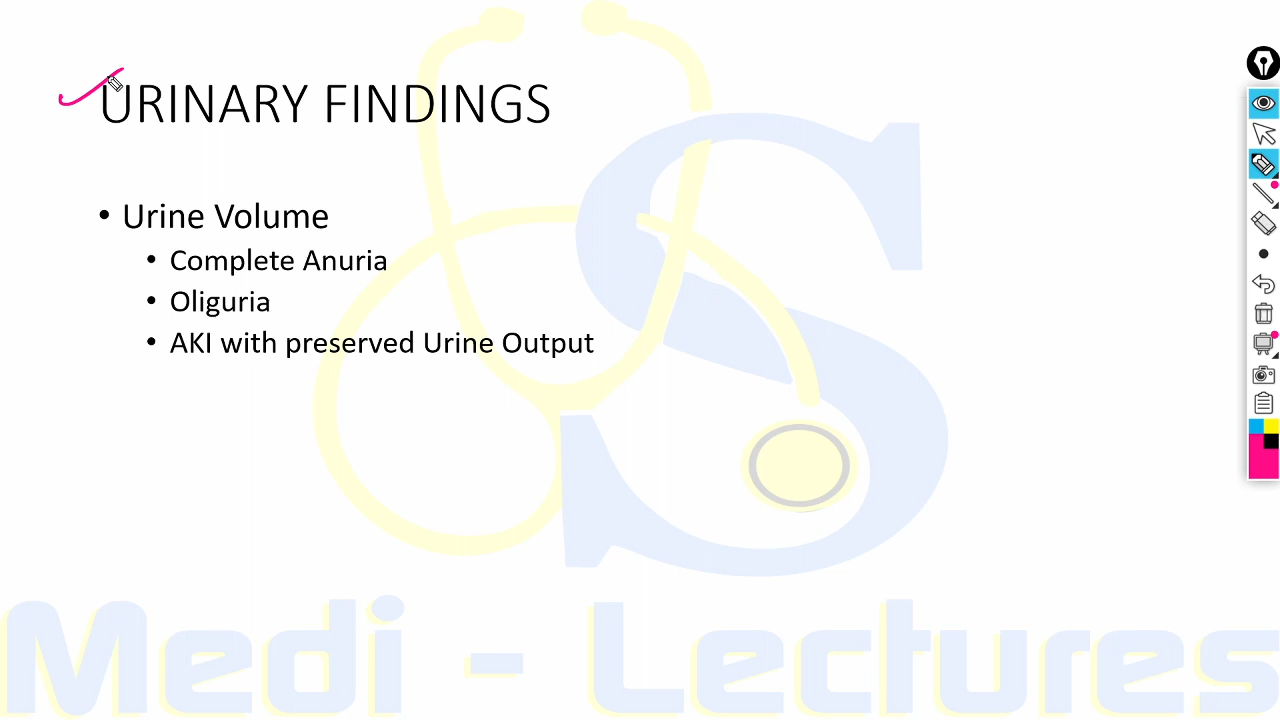 URINARY FINDINGS
• Urine Volume
• Complete Anuria
• Oliguria
• AKI with preserved Urine Output
S
Medi - Lectures